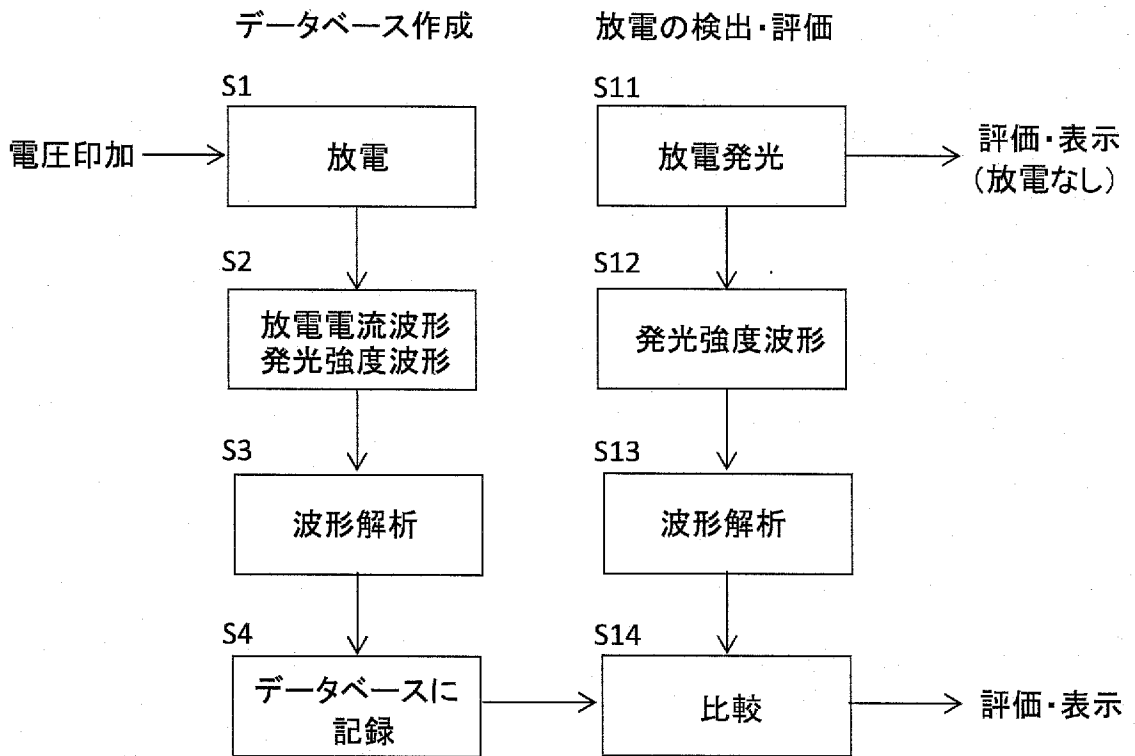 データベース作成
放電の検出・評価
S1
S11
電圧印加
放電
放電発光
評価・表示
(放電なし)
S2
S12
放電電流波形
発光強度波形
発光強度波形
S3
S13
波形解析
波形解析
S4
S14
データベースに
記録
比較
評価・表示